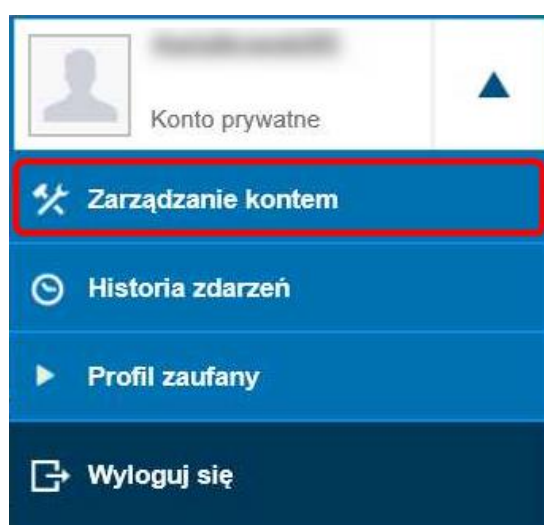 Konto prywatne
Zarządzanie kontem
Historia zdarzeń
Profil zaufany
Wyloguj się